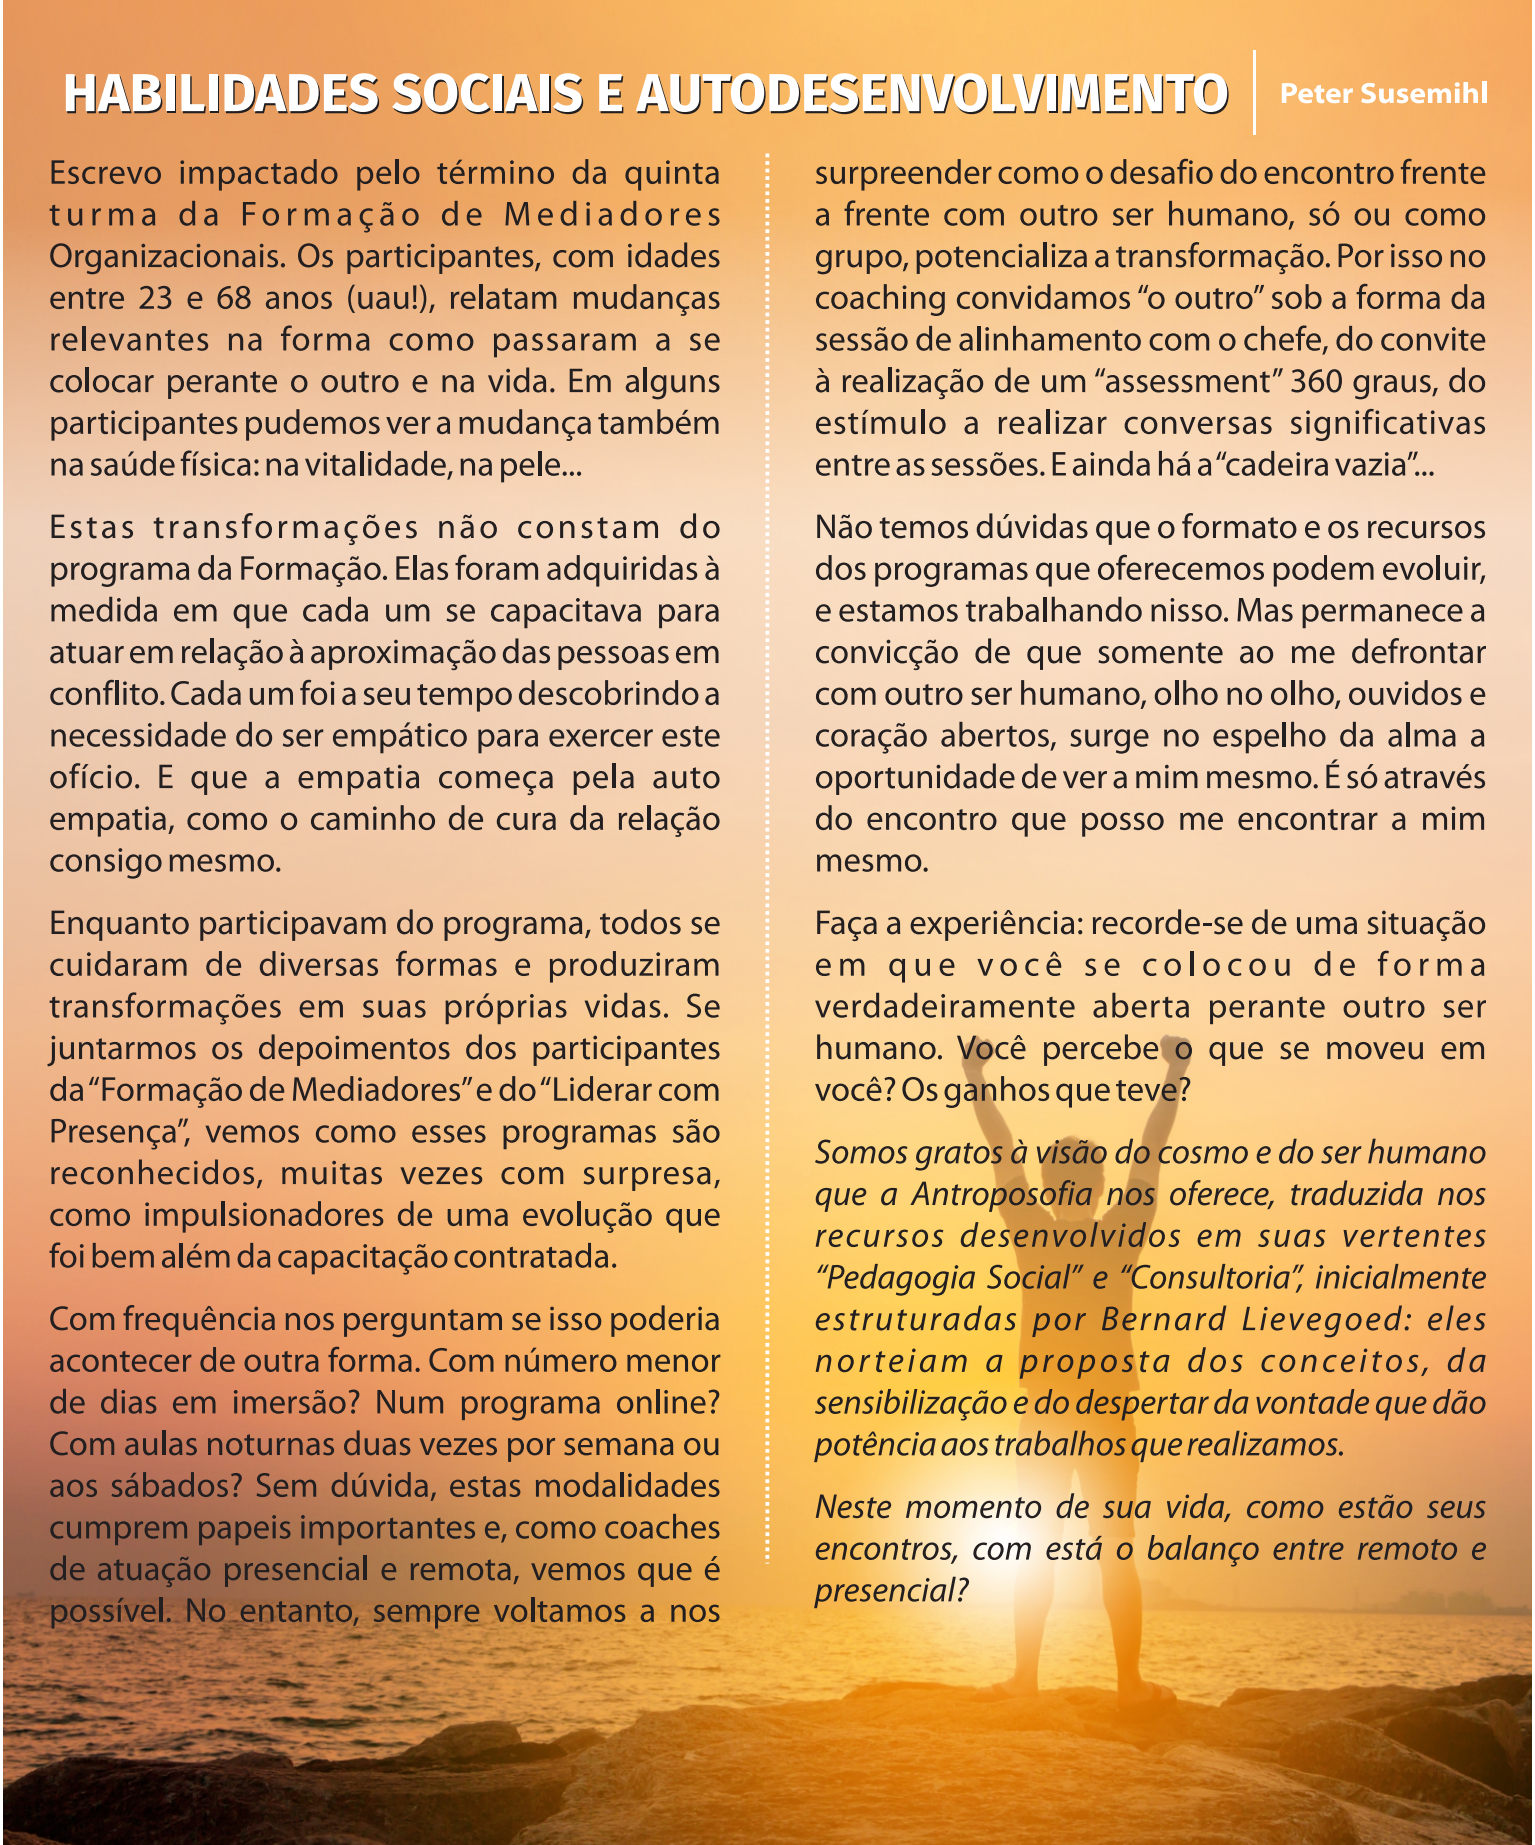 HABILIDADES SOCIAIS E AUTODESENVOLVIMENTO
Peter Susemihl
Escrevo impactado pelo término da quinta
turma da Formação de Mediadores
Organizacionais. Os participantes, com idades
entre 23 e 68 anos (uau!), relatam mudanças
relevantes na forma como passaram a se
colocar perante o outro e na vida. Em alguns
participantes pudemos ver a mudança também
na saúde física: na vitalidade, na pele...
Estas transformações não constam do
programa da Formação. Elas foram adquiridas à
medida em que cada um se capacitava para
atuar em relação à aproximação das pessoas em
conflito. Cada um foi a seu tempo descobrindo a
necessidade do ser empático para exercer este
ofício. E que a empatia começa pela auto
empatia, como o caminho de cura da relação
consigo mesmo.
Enquanto participavam do programa, todos se
cuidaram de diversas formas e produziram
transformações em suas próprias vidas. Se
juntarmos os depoimentos dos participantes
da “Formação de Mediadores” e do “Liderar com
Presença”, vemos como esses programas são
reconhecidos, muitas vezes com surpresa,
como impulsionadores de uma evolução que
foi bem além da capacitação contratada.
Com frequência nos perguntam se isso poderia
acontecer de outra forma. Com número menor
de dias em imersão? Num programa online?
Com aulas noturnas duas vezes por semana ou
aos sábados? Sem dúvida, estas modalidades
cumprem papeis importantes e, como coaches
de atuação presencial e remota, vemos que é
possível. No entanto, sempre voltamos a nos
surpreender como o desafio do encontro frente
a frente com outro ser humano, só ou como
grupo, potencializa a transformação. Por isso no
coaching convidamos “o outro” sob a forma da
sessão de alinhamento com o chefe, do convite
à realização de um “assessment” 360 graus, do
estímulo a realizar conversas significativas
entre as sessões. E ainda há a “cadeira vazia”...
Não temos dúvidas que o formato e os recursos
dos programas que oferecemos podem evoluir,
e estamos trabalhando nisso. Mas permanece a
convicção de que somente ao me defrontar
com outro ser humano, olho no olho, ouvidos e
coração abertos, surge no espelho da alma a
oportunidade de ver a mim mesmo. É só através
do encontro que posso me encontrar a mim
mesmo.
Faça a experiência: recorde-se de uma situação
em que você se colocou de forma
verdadeiramente aberta perante outro ser
humano. Você percebe o que se moveu em
você? Os ganhos que teve?
Somos gratos à visão do cosmo e do ser humano
que a Antroposofia nos oferece, traduzida nos
recursos desenvolvidos em suas vertentes
“Pedagogia Social” e “Consultoria”, inicialmente
estruturadas por Bernard Lievegoed: eles
norteiam a proposta dos conceitos, da
sensibilização e do despertar da vontade que dão
potência aos trabalhos que realizamos.
Neste momento de sua vida, como estão seus
encontros, com está o balanço entre remoto e
presencial?